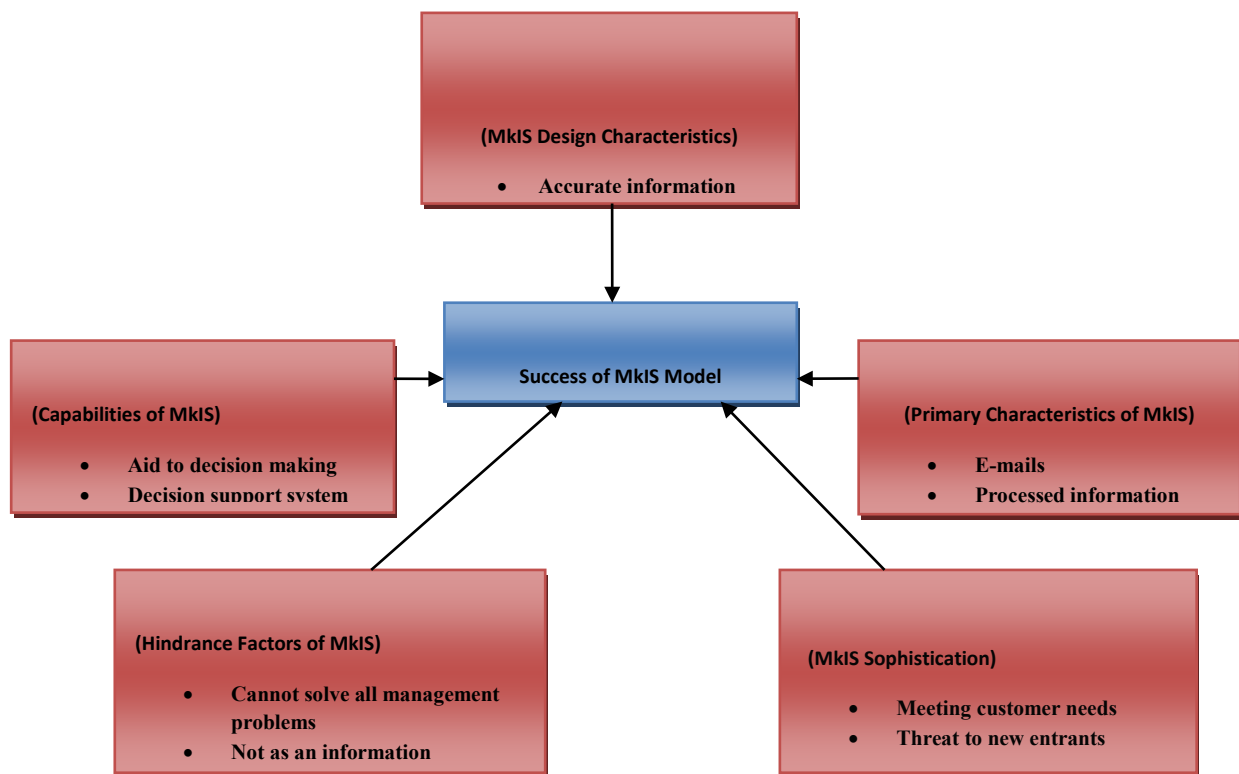 (MkIS Design Characteristics)
• Accurate information
Success of MkIS Model
(Capabilities of MkIS)
• Aid to decision making
• Decision support system
(Primary Characteristics of MkIS)
• E-mails
• Processed information
(Hindrance Factors of MkIS)
• Cannot solve all management
problems
• Not as an information
(MkIS Sophistication)
• Meeting customer needs
• Threat to new entrants